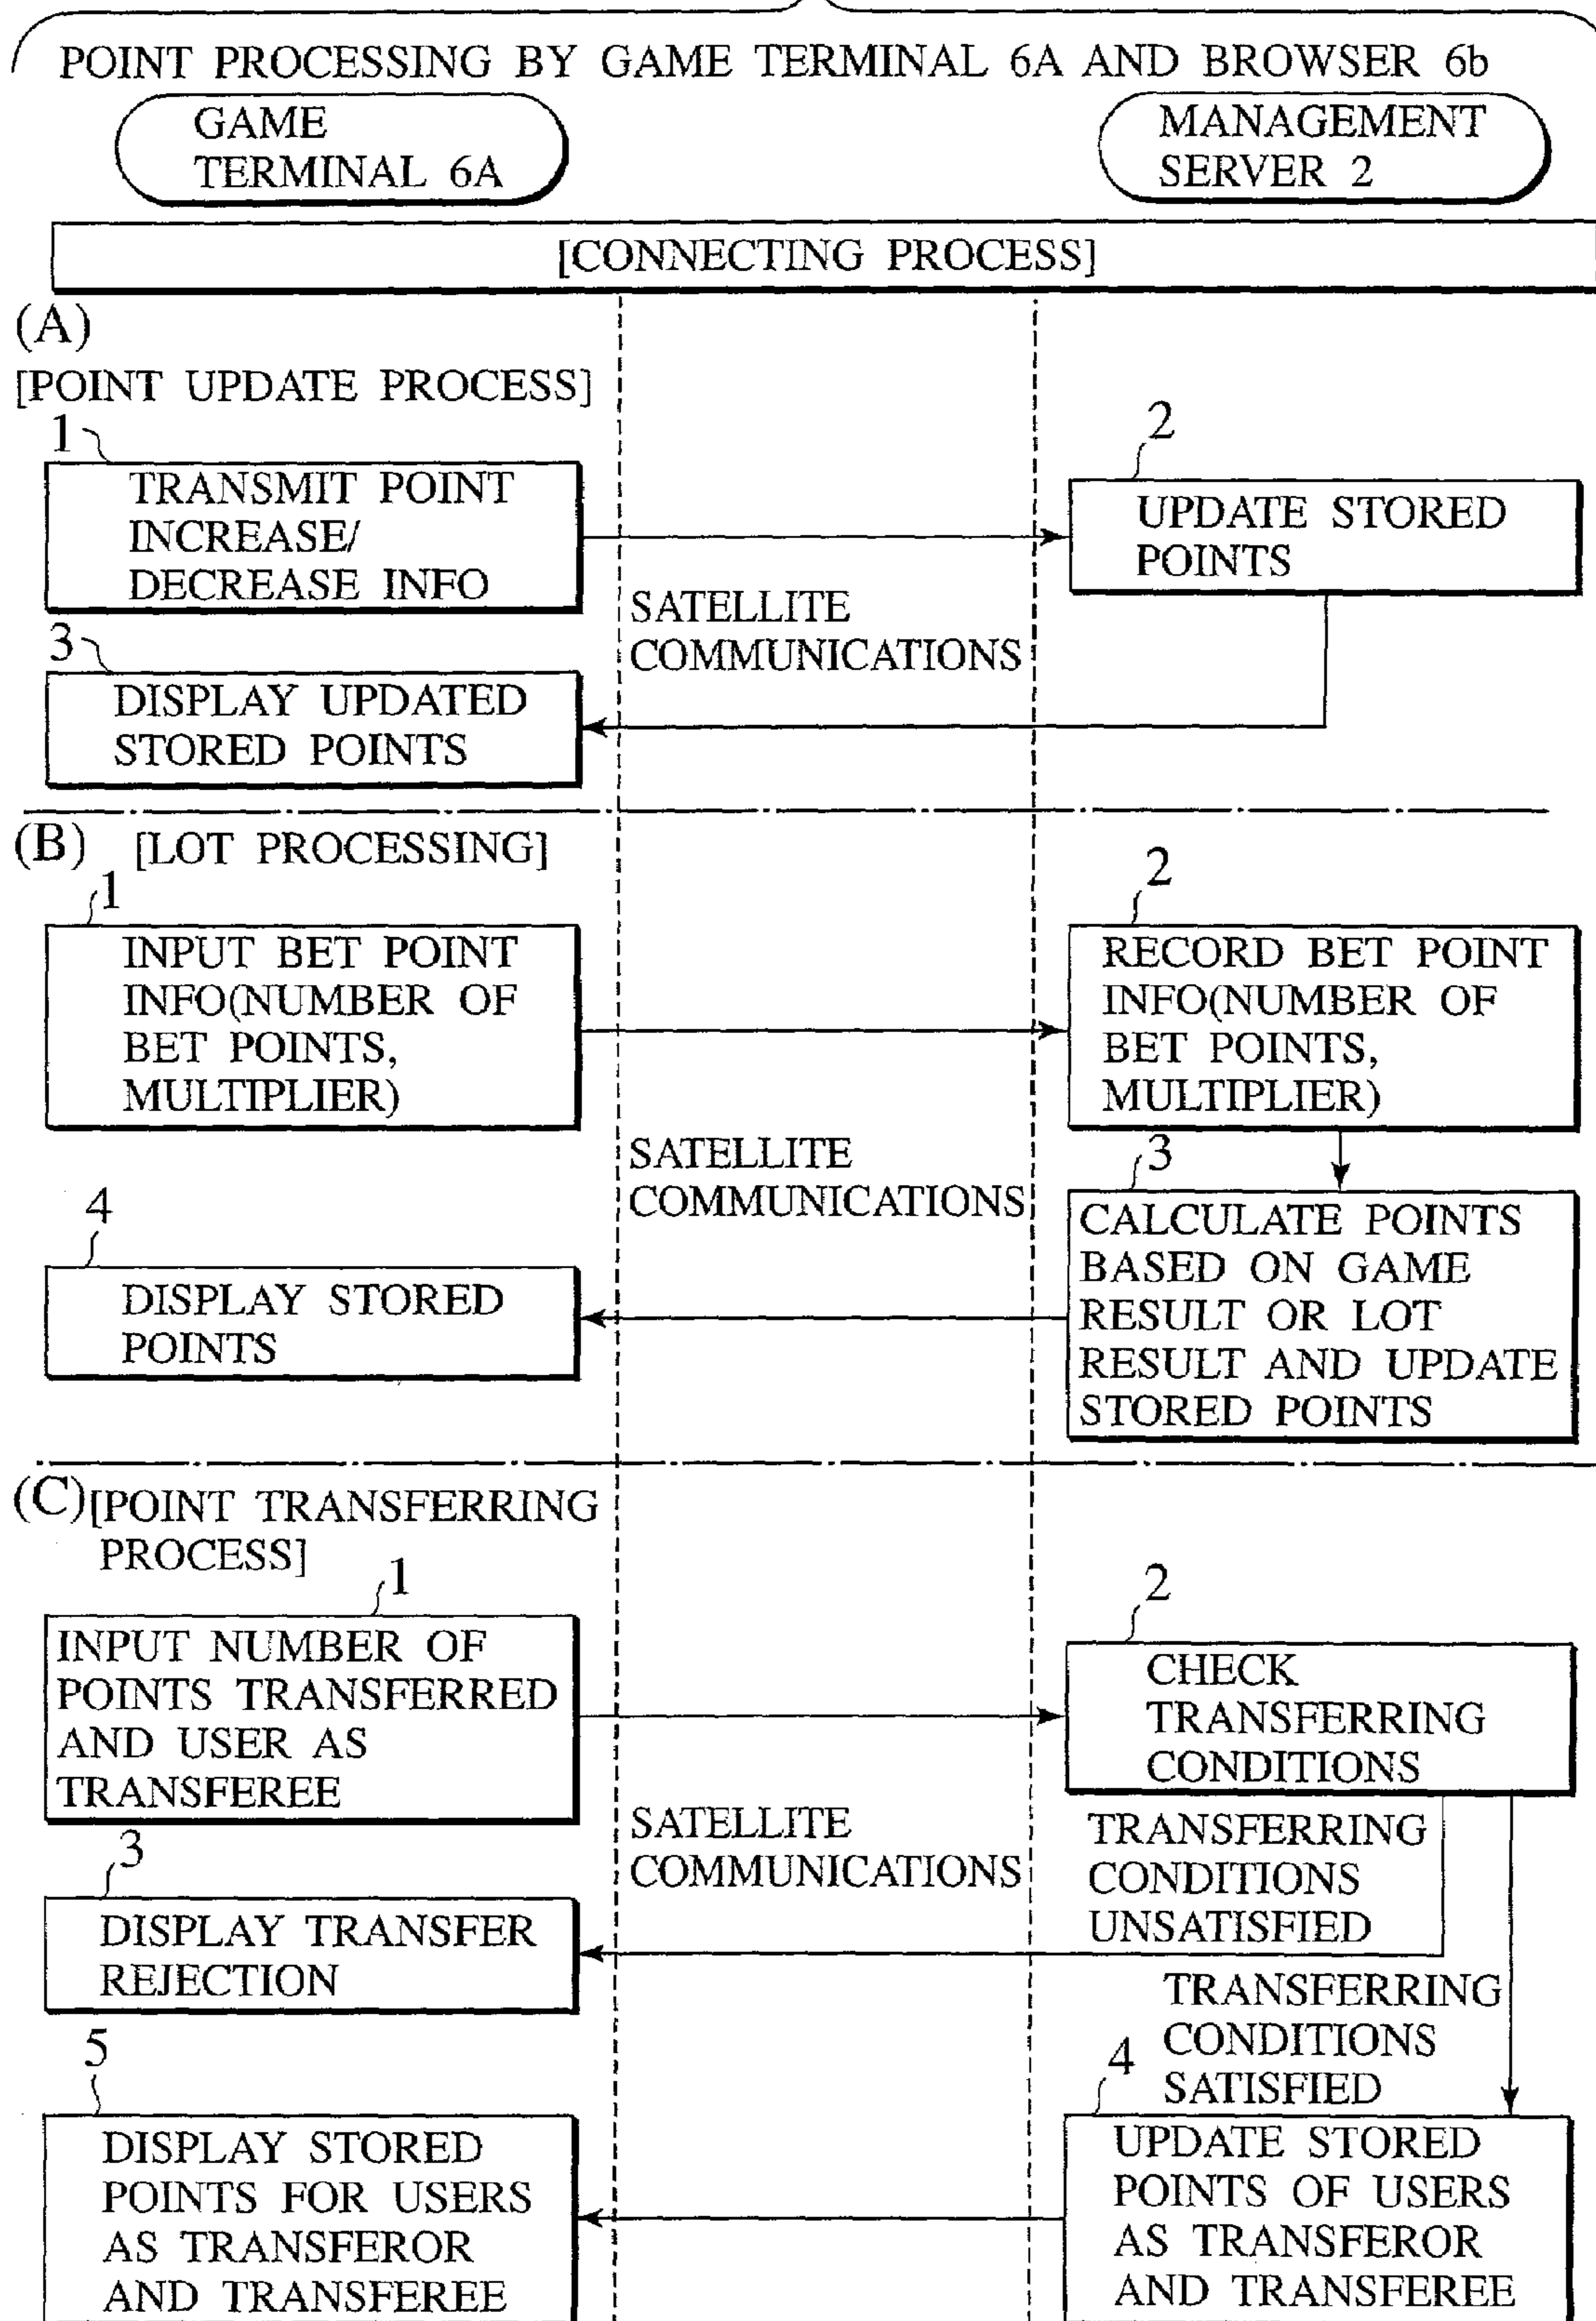 POINT PROCESSING BY GAME TERMINAL 6A AND BROWSER 6b
GAME
TERMINAL 6A
MANAGEMENT
SERVER 2
[CONNECTING PROCESS]
(A)
[POINT UPDATE PROCESS]
1
TRANSMIT POINT
INCREASE/
DECREASE INFO
2
UPDATE STORED
POINTS
SATELLITE
COMMUNICATIONS
3
DISPLAY UPDATED
STORED POINTS
(B) [LOT PROCESSING]
1
INPUT BET POINT
INFO(NUMBER OF
BET POINTS,
MULTIPLIER)
2
RECORD BET POINT
INFO(NUMBER OF
BET POINTS,
MULTIPLIER)
SATELLITE
COMMUNICATIONS
3
CALCULATE POINTS
BASED ON GAME
RESULT OR LOT
RESULT AND UPDATE
STORED POINTS
4
DISPLAY STORED
POINTS
(C)[POINT TRANSFERRING
PROCESS]
1
INPUT NUMBER OF
POINTS TRANSFERRED
AND USER AS
TRANSFEREE
2
CHECK
TRANSFERRING
CONDITIONS
SATELLITE
COMMUNICATIONS
TRANSFERRING
CONDITIONS
UNSATISFIED
3
DISPLAY TRANSFER
REJECTION
TRANSFERRING
CONDITIONS
SATISFIED
4
UPDATE STORED
POINTS OF USERS
AS TRANSFEROR
AND TRANSFEREE
5
DISPLAY STORED
POINTS FOR USERS
AS TRANSFEROR
AND TRANSFEREE